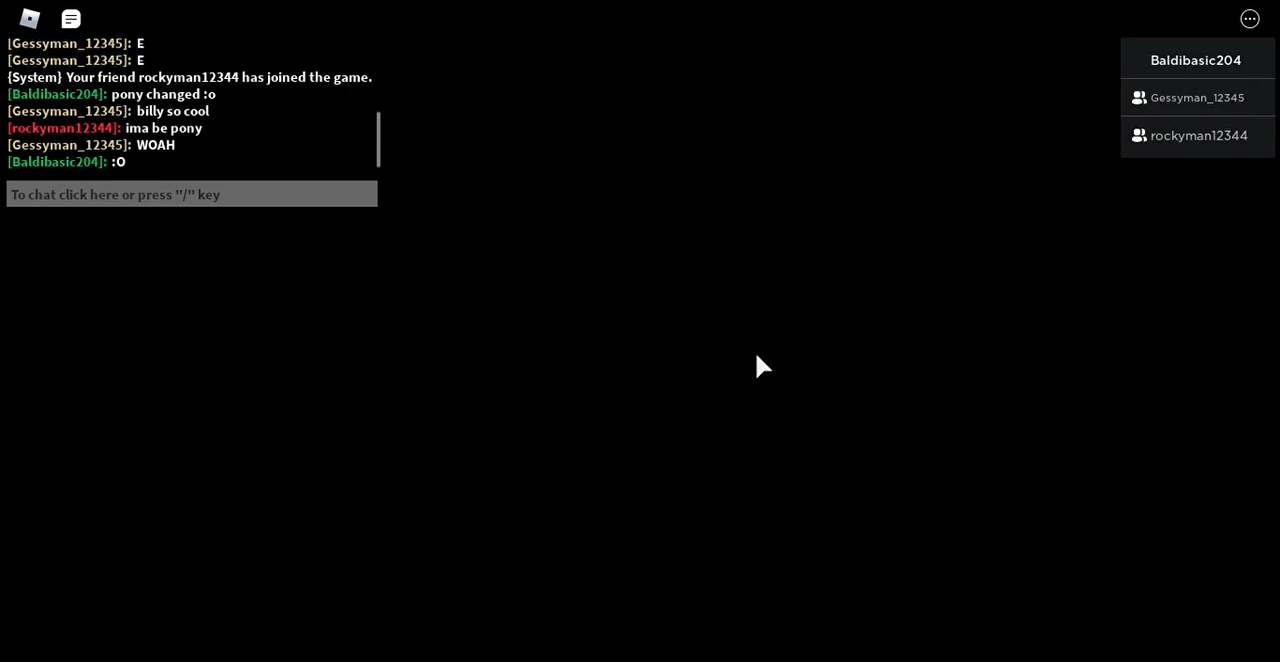 [Gessyman_12345]: E
[Gessyman_12345]: E
{System} Your friend rockyman12344 has joined the game.
[Baldibasic204]: pony changed :o
[Gessyman_12345]: billy so cool
[rockyman12344]: ima be pony
[Gessyman_12345]: WOAH
[Baldibasic204]: :O
To chat click here or press "/" key
Baldibasic204
Gessyman_12345
rockyman12344